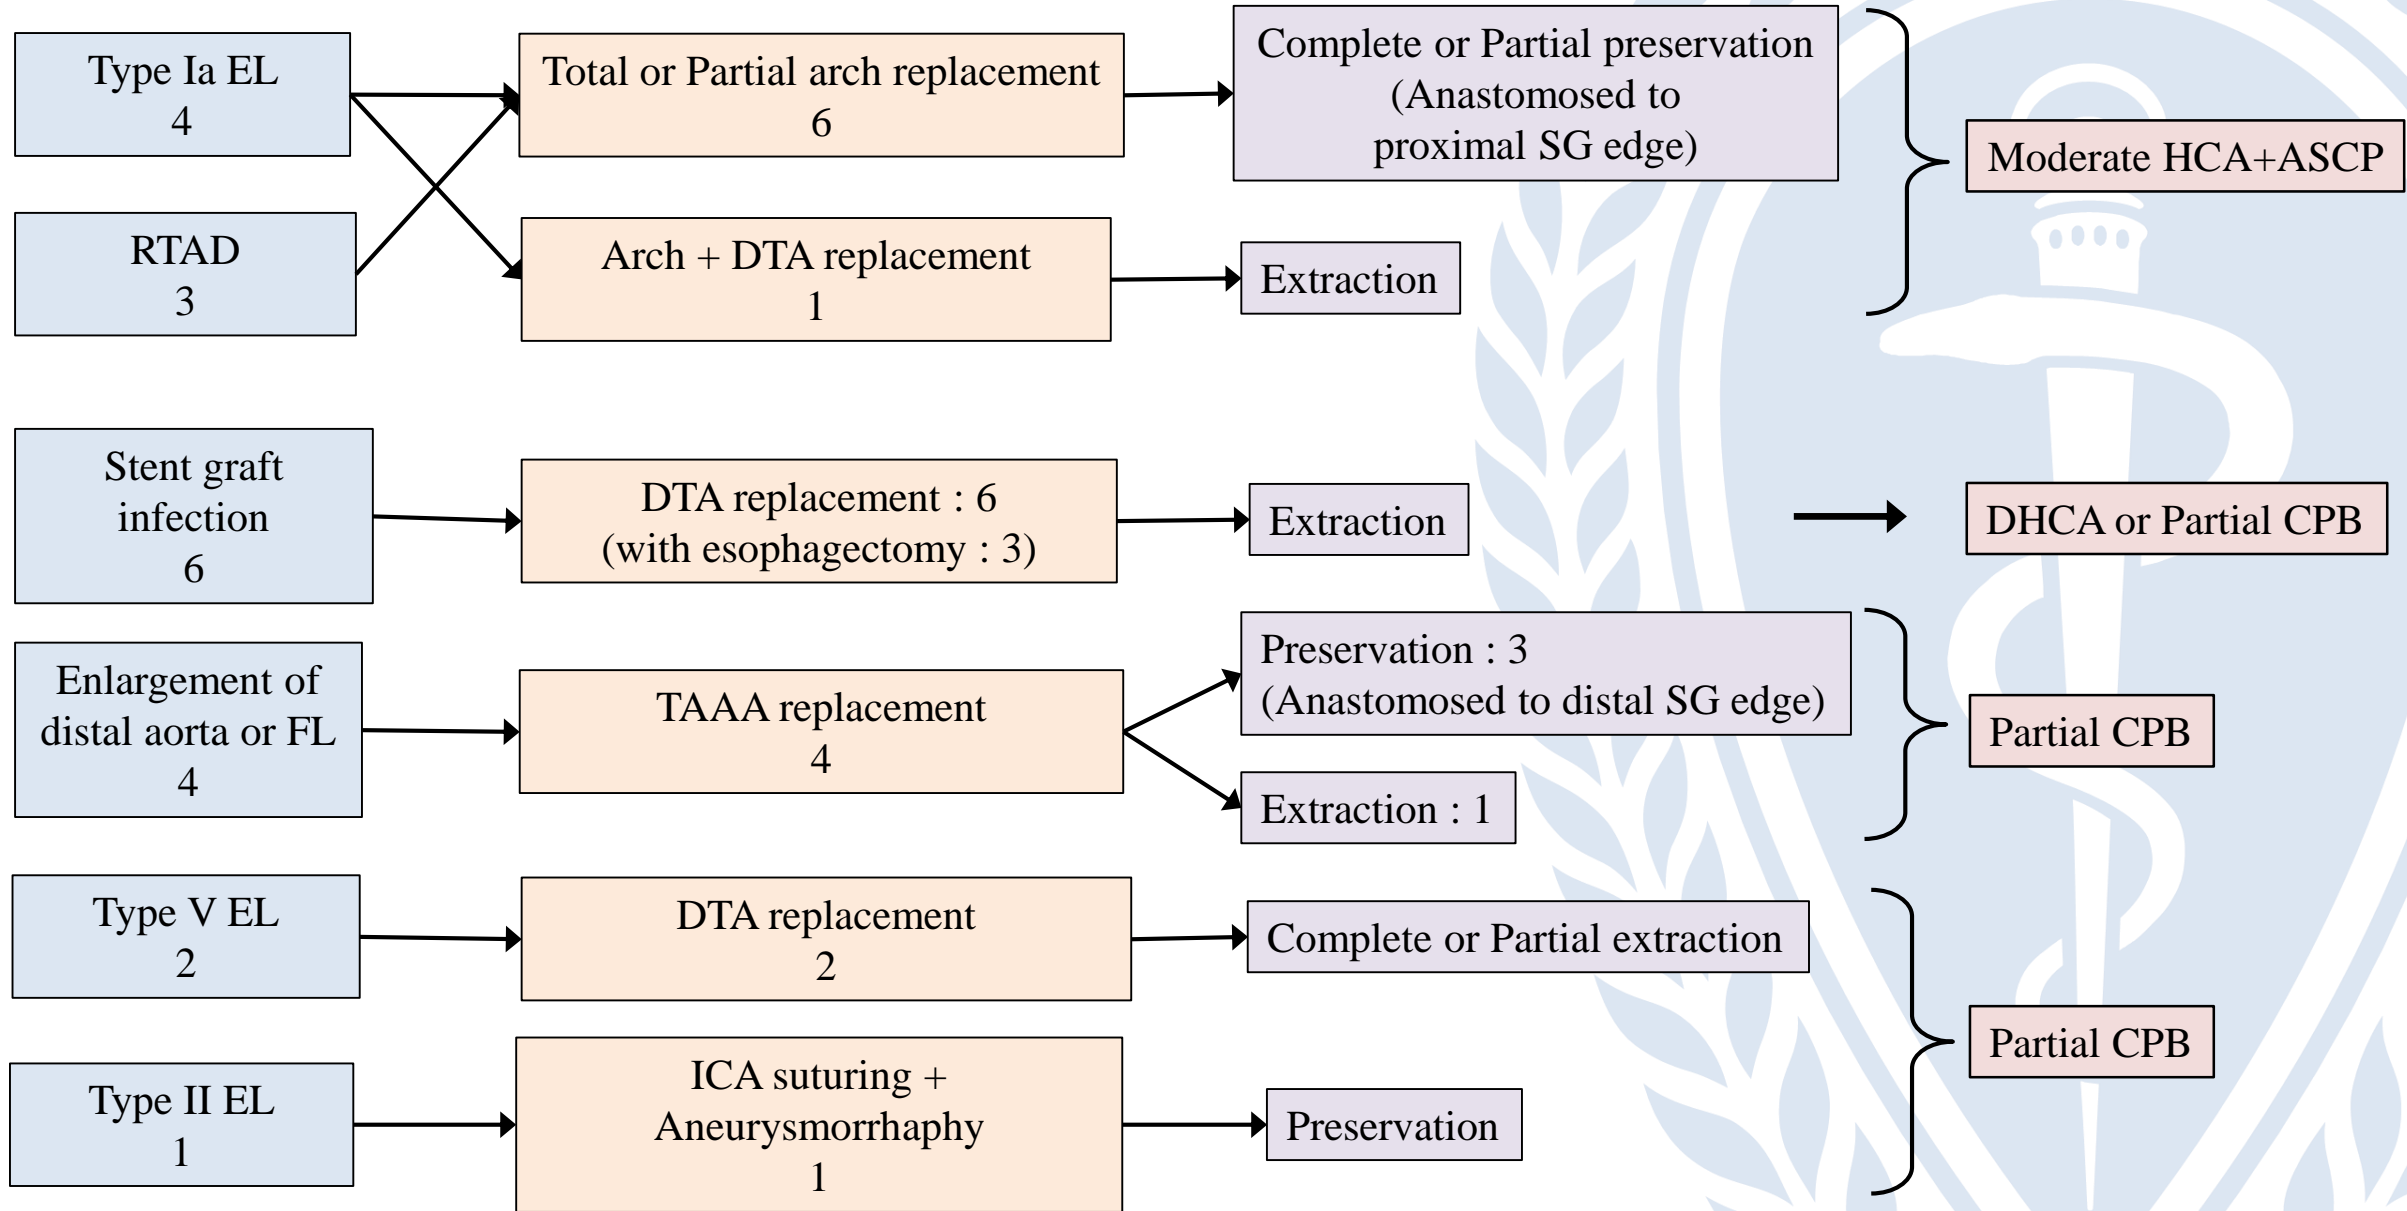 Type Ia EL
4
Total or Partial arch replacement
6
Complete or Partial preservation
(Anastomosed to
proximal SG edge)
Moderate HCA+ASCP
RTAD
3
Arch + DTA replacement
1
Extraction
Stent graft
infection
6
DTA replacement : 6
(with esophagectomy : 3)
Extraction
DHCA or Partial CPB
Enlargement of
distal aorta or FL
4
TAAA replacement
4
Preservation : 3
(Anastomosed to distal SG edge)
Extraction : 1
Partial CPB
Type V EL
2
DTA replacement
2
Complete or Partial extraction
Partial CPB
Type II EL
1
ICA suturing +
Aneurysmorrhaphy
1
Preservation